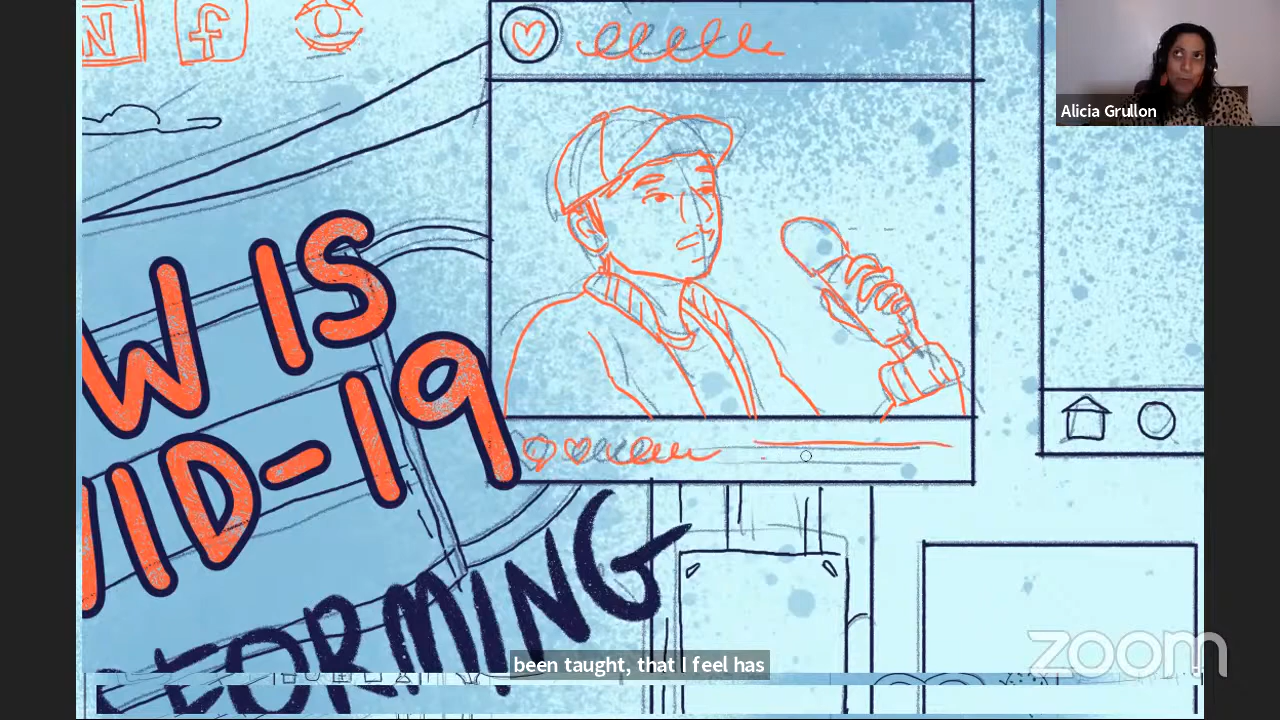 N f
Alicia Grullon
W IS
VID-19
FORMING
been taught, that I feel has
zoom